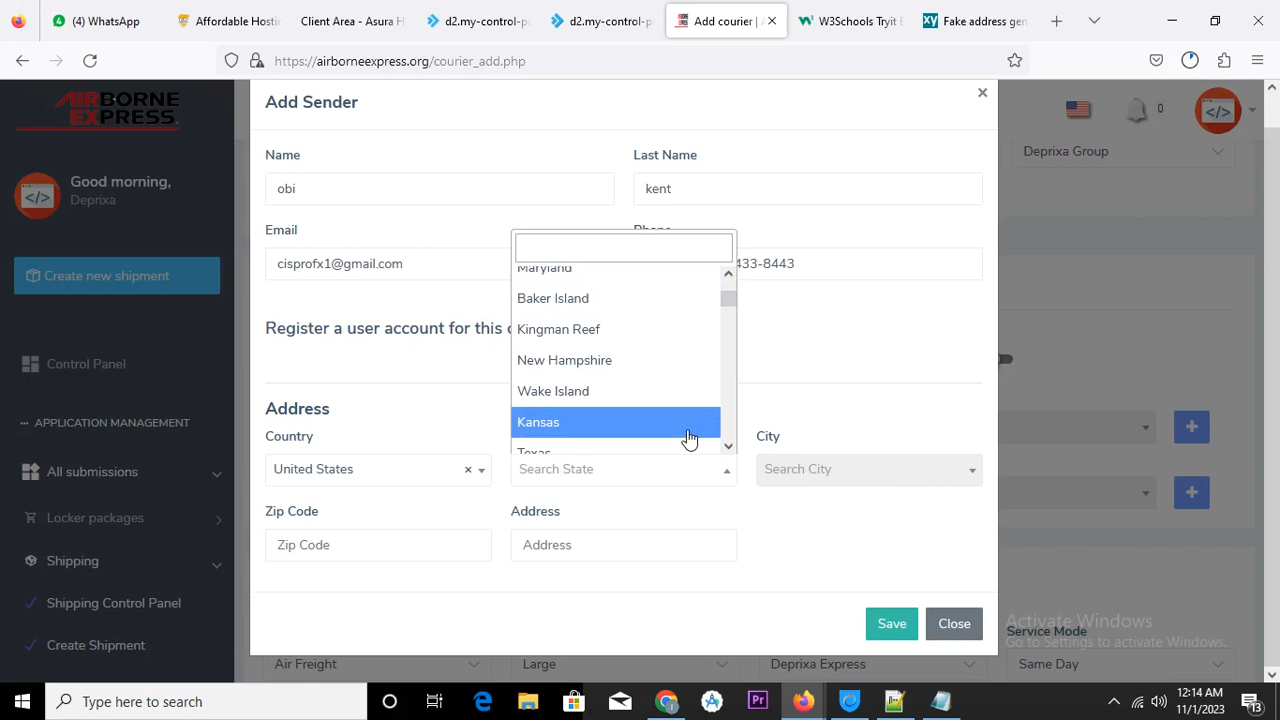 (4) WhatsApp
Affordable Hosti
Client Area - Asura H
d2.my-control-p
d2.my-control-p
Add courier | A
W3Schools Tryit E
Fake address gen
https://airborneexpress.org/courier_add.php
AIRBORNE
EXPRESS
Good morning,
Deprixa
Create new shipment
Control Panel
APPLICATION MANAGEMENT
All submissions
Locker packages
Shipping
Shipping Control Panel
Create Shipment
Add Sender
×
0
Deprixa Group
Name
Last Name
obi
kent
Email
Phone
cisprofx1@gmail.com
433-8443
Register a user account for this c
Maryland
Baker Island
Kingman Reef
New Hampshire
Wake Island
Kansas
Texas
Address
Country
City
United States
×
Search State
Search City
Zip Code
Address
Zip Code
Address
Save
Close
Activate Windows
Go to Settings to activate Windows.
Service Mode
Air Freight
Large
Deprixa Express
Same Day
Type here to search
12:14 AM
11/1/2023
13